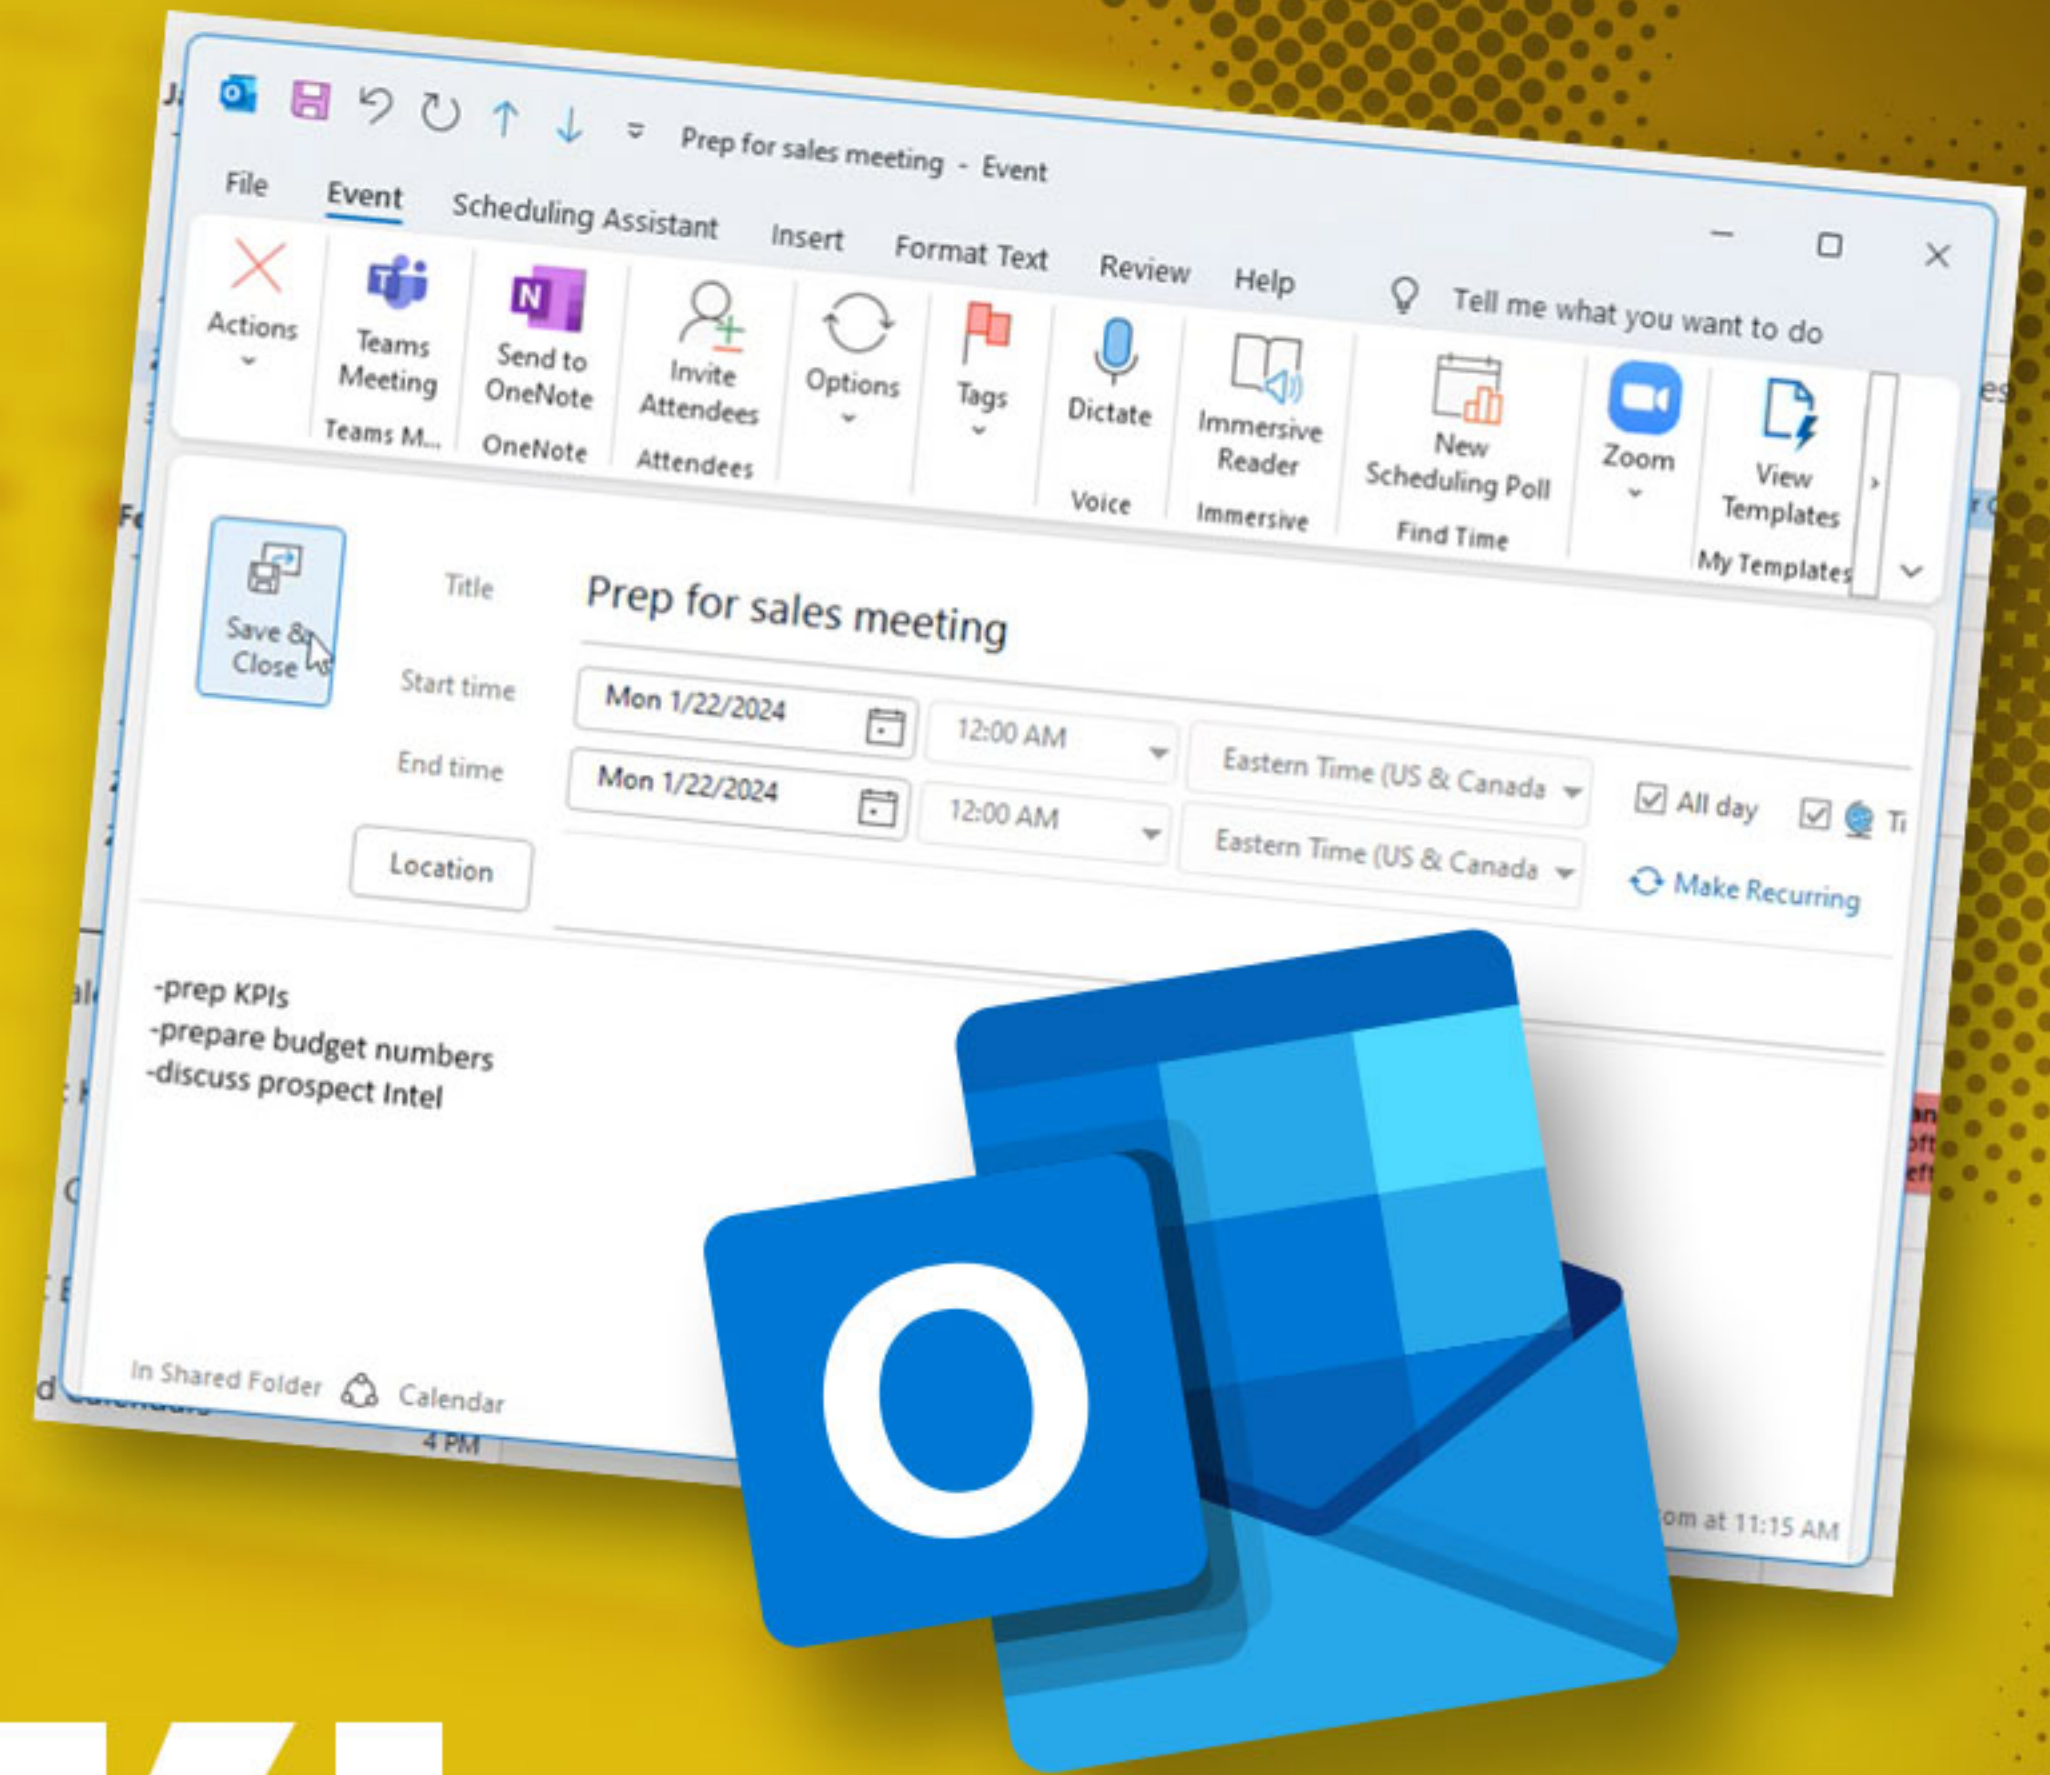 Prep for sales meeting - Event
File Event Scheduling Assistant Insert Format Text Review Help Tell me what you want to do
Actions
Teams
Meeting
Teams M...
Send to
OneNote
OneNote
Invite
Attendees
Attendees
Options
Tags
Dictate
Voice
Immersive
Reader
Immersive
New
Scheduling Poll
Find Time
Zoom
View
Templates
My Templates
Save &
Close
Title Prep for sales meeting
Start time Mon 1/22/2024 12:00 AM Eastern Time (US & Canada All day Ti
End time Mon 1/22/2024 12:00 AM Eastern Time (US & Canada Make Recurring
Location
-prep KPIs
-prepare budget numbers
-discuss prospect Intel
In Shared Folder Calendar
4 PM
om at 11:15 AM
O